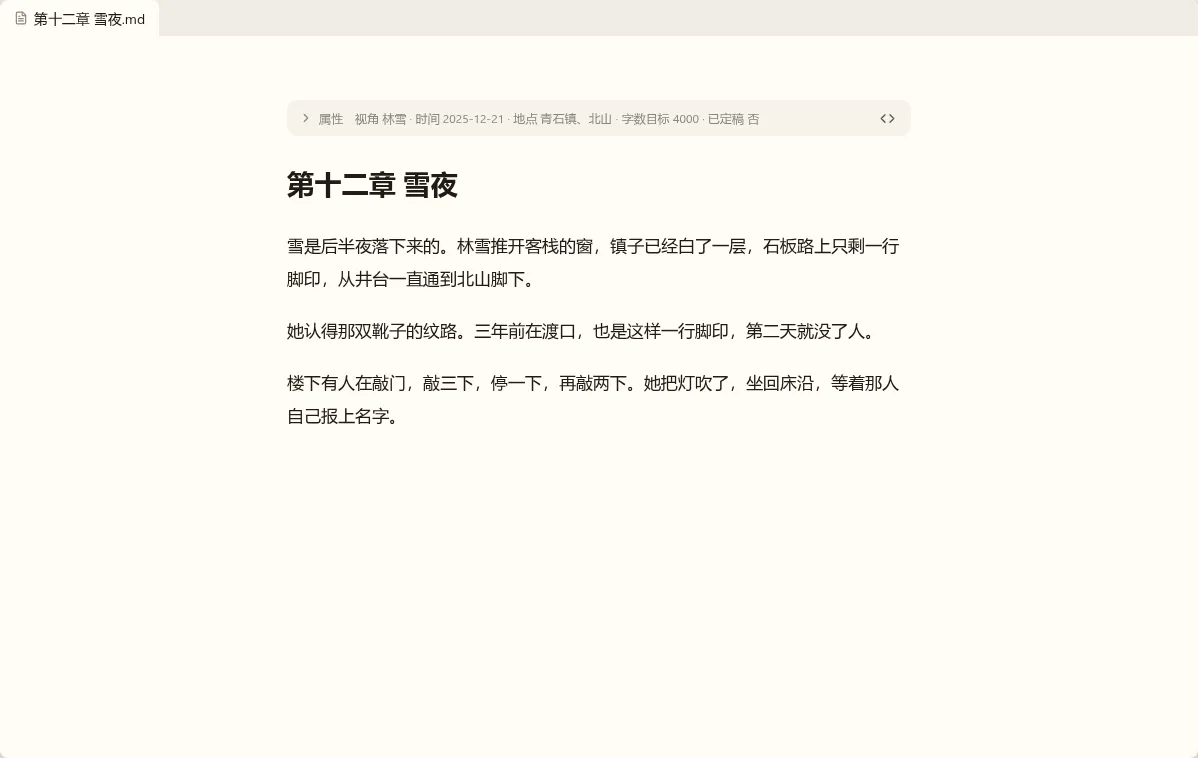 第十二章 雪夜.md
属性 视角 林雪 · 时间 2025-12-21 · 地点 青石镇、北山 · 字数目标 4000 · 已定稿 否
第十二章 雪夜
雪是后半夜落下来的。林雪推开客栈的窗，镇子已经白了一层，石板路上只剩一行
脚印，从井台一直通到北山脚下。
她认得那双靴子的纹路。三年前在渡口，也是这样一行脚印，第二天就没了人。
楼下有人在敲门，敲三下，停一下，再敲两下。她把灯吹了，坐回床沿，等着那人
自己报上名字。